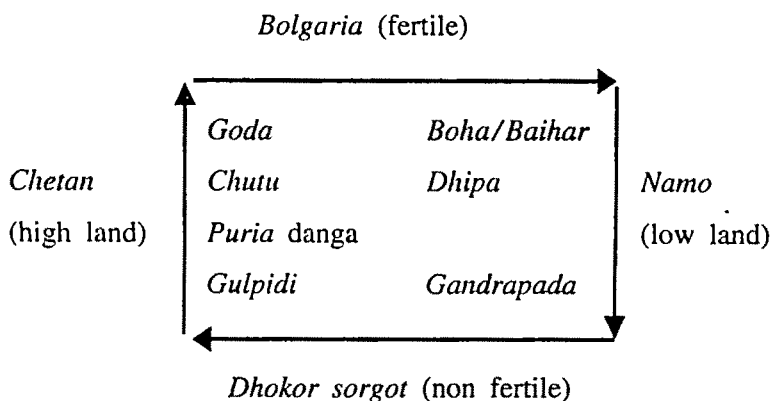 Bolgaria (fertile)
Goda Boha/Baihar
Chetan Chutu Dhipa Namo
(high land) Puria danga (low land)
Gulpidi Gandrapada
Dhokor sorgot (non fertile)